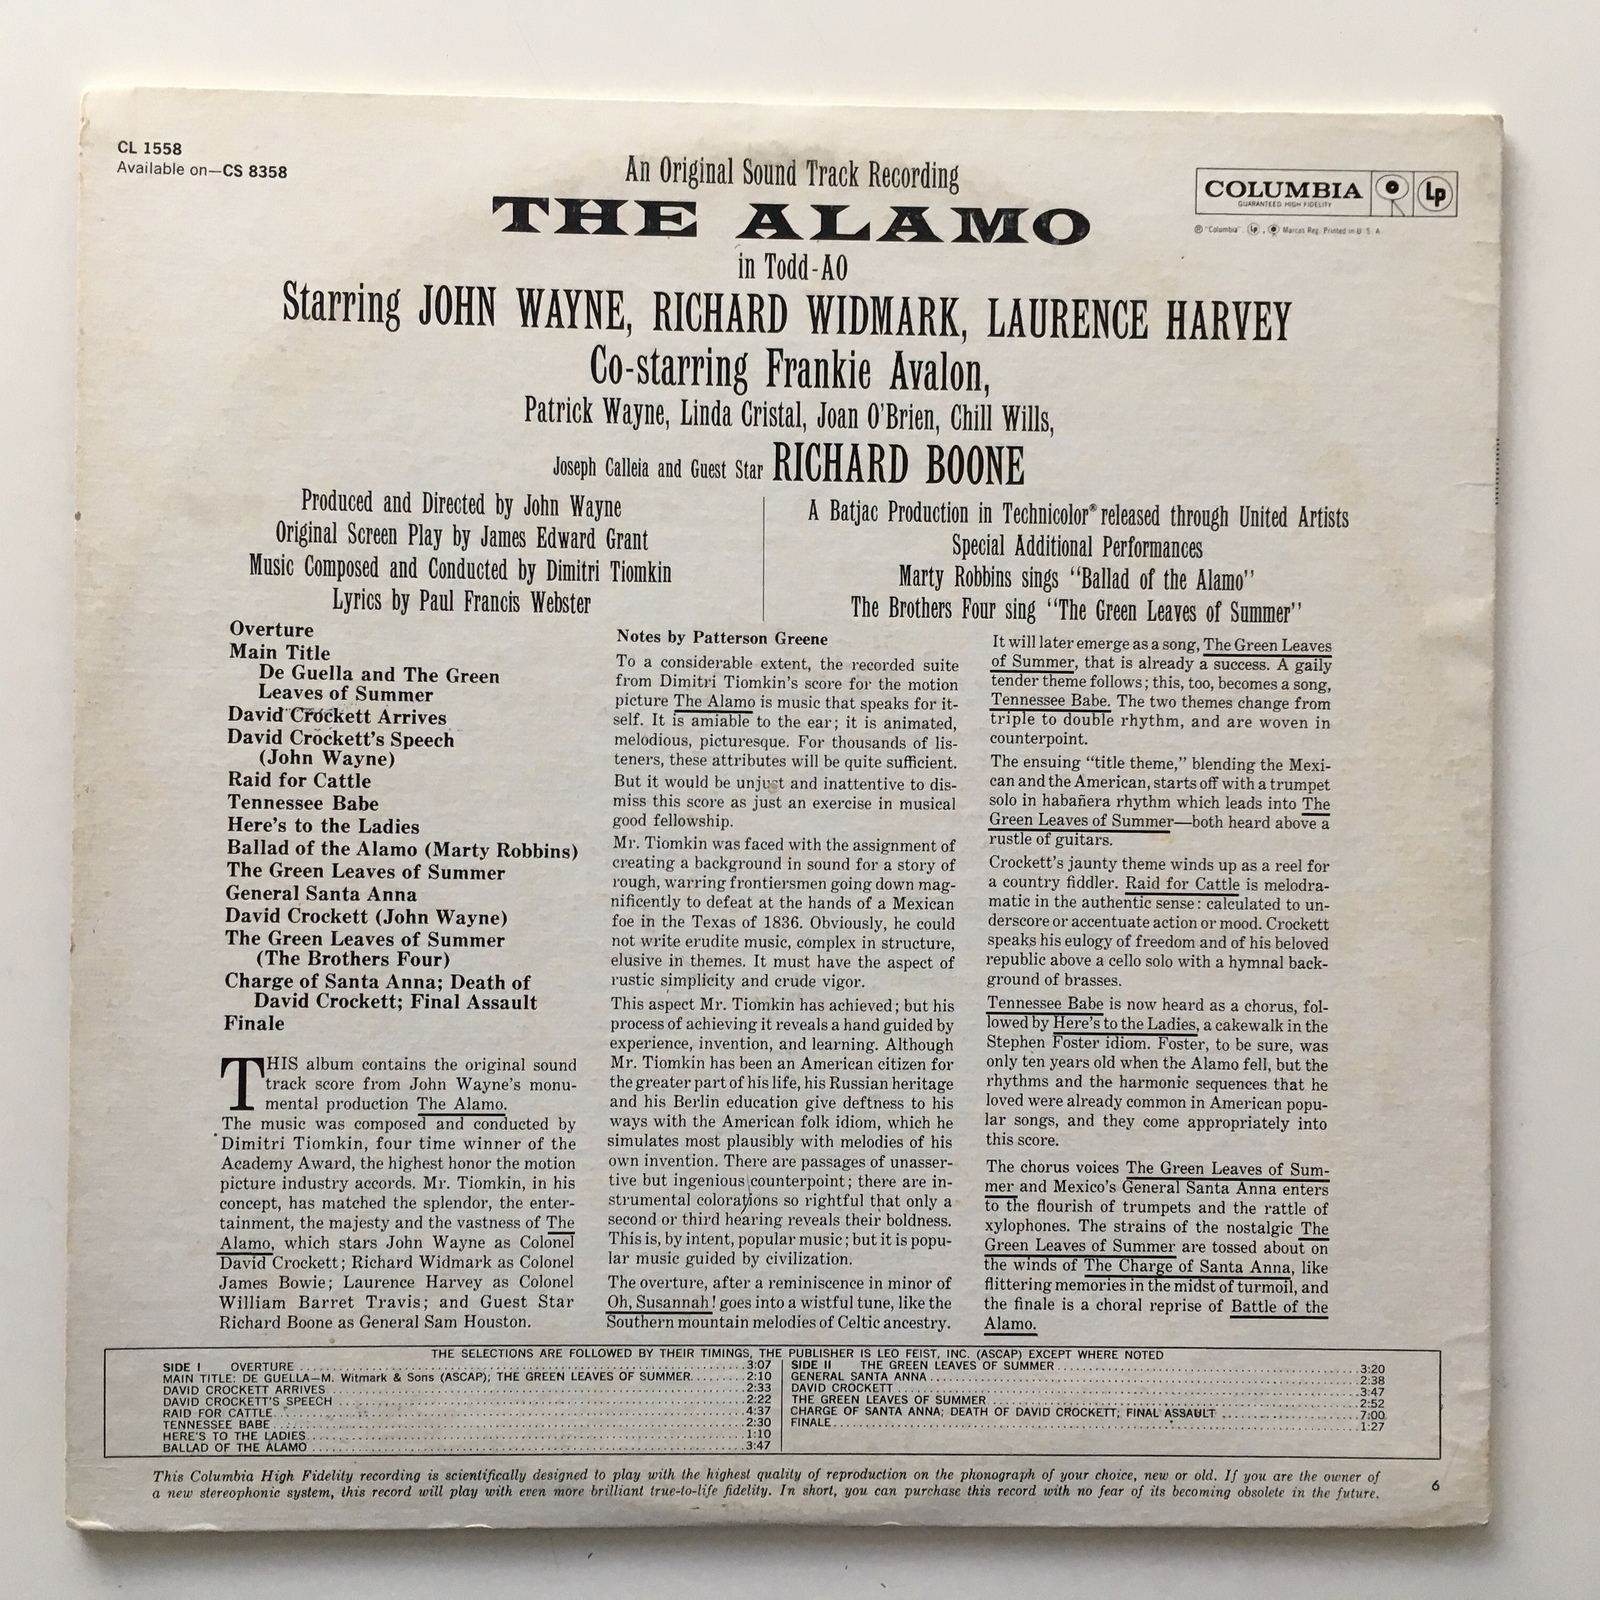 CL 1558
Available on—CS 8358
COLUMBIA
Lp
GUARANTEED HIGH FIDELITY
® "Columbia", Lp, Marcas Reg. Printed in U. S. A.
An Original Sound Track Recording
THE ALAMO
in Todd-AO
Starring JOHN WAYNE, RICHARD WIDMARK, LAURENCE HARVEY
Co-starring Frankie Avalon,
Patrick Wayne, Linda Cristal, Joan O'Brien, Chill Wills,
Joseph Calleia and Guest Star RICHARD BOONE
Produced and Directed by John Wayne
Original Screen Play by James Edward Grant
Music Composed and Conducted by Dimitri Tiomkin
Lyrics by Paul Francis Webster
A Batjac Production in Technicolor® released through United Artists
Special Additional Performances
Marty Robbins sings "Ballad of the Alamo"
The Brothers Four sing "The Green Leaves of Summer"
Overture
Main Title
De Guella and The Green
Leaves of Summer
David Crockett Arrives
David Crockett's Speech
(John Wayne)
Raid for Cattle
Tennessee Babe
Here's to the Ladies
Ballad of the Alamo (Marty Robbins)
The Green Leaves of Summer
General Santa Anna
David Crockett (John Wayne)
The Green Leaves of Summer
(The Brothers Four)
Charge of Santa Anna; Death of
David Crockett; Final Assault
Finale
THIS album contains the original sound
track score from John Wayne's monu-
mental production The Alamo.
The music was composed and conducted by
Dimitri Tiomkin, four time winner of the
Academy Award, the highest honor the motion
picture industry accords. Mr. Tiomkin, in his
concept, has matched the splendor, the enter-
tainment, the majesty and the vastness of The
Alamo, which stars John Wayne as Colonel
David Crockett; Richard Widmark as Colonel
James Bowie; Laurence Harvey as Colonel
William Barret Travis; and Guest Star
Richard Boone as General Sam Houston.
Notes by Patterson Greene
To a considerable extent, the recorded suite
from Dimitri Tiomkin's score for the motion
picture The Alamo is music that speaks for it-
self. It is amiable to the ear; it is animated,
melodious, picturesque. For thousands of lis-
teners, these attributes will be quite sufficient.
But it would be unjust and inattentive to dis-
miss this score as just an exercise in musical
good fellowship.
Mr. Tiomkin was faced with the assignment of
creating a background in sound for a story of
rough, warring frontiersmen going down mag-
nificently to defeat at the hands of a Mexican
foe in the Texas of 1836. Obviously, he could
not write erudite music, complex in structure,
elusive in themes. It must have the aspect of
rustic simplicity and crude vigor.
This aspect Mr. Tiomkin has achieved; but his
process of achieving it reveals a hand guided by
experience, invention, and learning. Although
Mr. Tiomkin has been an American citizen for
the greater part of his life, his Russian heritage
and his Berlin education give deftness to his
ways with the American folk idiom, which he
simulates most plausibly with melodies of his
own invention. There are passages of unasser-
tive but ingenious counterpoint; there are in-
strumental colorations so rightful that only a
second or third hearing reveals their boldness.
This is, by intent, popular music; but it is popu-
lar music guided by civilization.
The overture, after a reminiscence in minor of
Oh, Susannah! goes into a wistful tune, like the
Southern mountain melodies of Celtic ancestry.
It will later emerge as a song, The Green Leaves
of Summer, that is already a success. A gaily
tender theme follows; this, too, becomes a song,
Tennessee Babe. The two themes change from
triple to double rhythm, and are woven in
counterpoint.
The ensuing "title theme," blending the Mexi-
can and the American, starts off with a trumpet
solo in habañera rhythm which leads into The
Green Leaves of Summer—both heard above a
rustle of guitars.
Crockett's jaunty theme winds up as a reel for
a country fiddler. Raid for Cattle is melodra-
matic in the authentic sense: calculated to un-
derscore or accentuate action or mood. Crockett
speaks his eulogy of freedom and of his beloved
republic above a cello solo with a hymnal back-
ground of brasses.
Tennessee Babe is now heard as a chorus, fol-
lowed by Here's to the Ladies, a cakewalk in the
Stephen Foster idiom. Foster, to be sure, was
only ten years old when the Alamo fell, but the
rhythms and the harmonic sequences that he
loved were already common in American popu-
lar songs, and they come appropriately into
this score.
The chorus voices The Green Leaves of Sum-
mer and Mexico's General Santa Anna enters
to the flourish of trumpets and the rattle of
xylophones. The strains of the nostalgic The
Green Leaves of Summer are tossed about on
the winds of The Charge of Santa Anna, like
flittering memories in the midst of turmoil, and
the finale is a choral reprise of Battle of the
Alamo.
THE SELECTIONS ARE FOLLOWED BY THEIR TIMINGS, THE PUBLISHER IS LEO FEIST, INC. (ASCAP) EXCEPT WHERE NOTED
SIDE I OVERTURE 3:07
MAIN TITLE: DE GUELLA—M. Witmark & Sons (ASCAP); THE GREEN LEAVES OF SUMMER 2:10
DAVID CROCKETT ARRIVES 2:33
DAVID CROCKETT'S SPEECH 2:22
RAID FOR CATTLE 4:37
TENNESSEE BABE 2:30
HERE'S TO THE LADIES 1:10
BALLAD OF THE ALAMO 3:47
SIDE II THE GREEN LEAVES OF SUMMER 3:20
GENERAL SANTA ANNA 2:38
DAVID CROCKETT 3:47
THE GREEN LEAVES OF SUMMER 2:52
CHARGE OF SANTA ANNA; DEATH OF DAVID CROCKETT; FINAL ASSAULT 7:00
FINALE 1:27
This Columbia High Fidelity recording is scientifically designed to play with the highest quality of reproduction on the phonograph of your choice, new or old. If you are the owner of
a new stereophonic system, this record will play with even more brilliant true-to-life fidelity. In short, you can purchase this record with no fear of its becoming obsolete in the future.
6